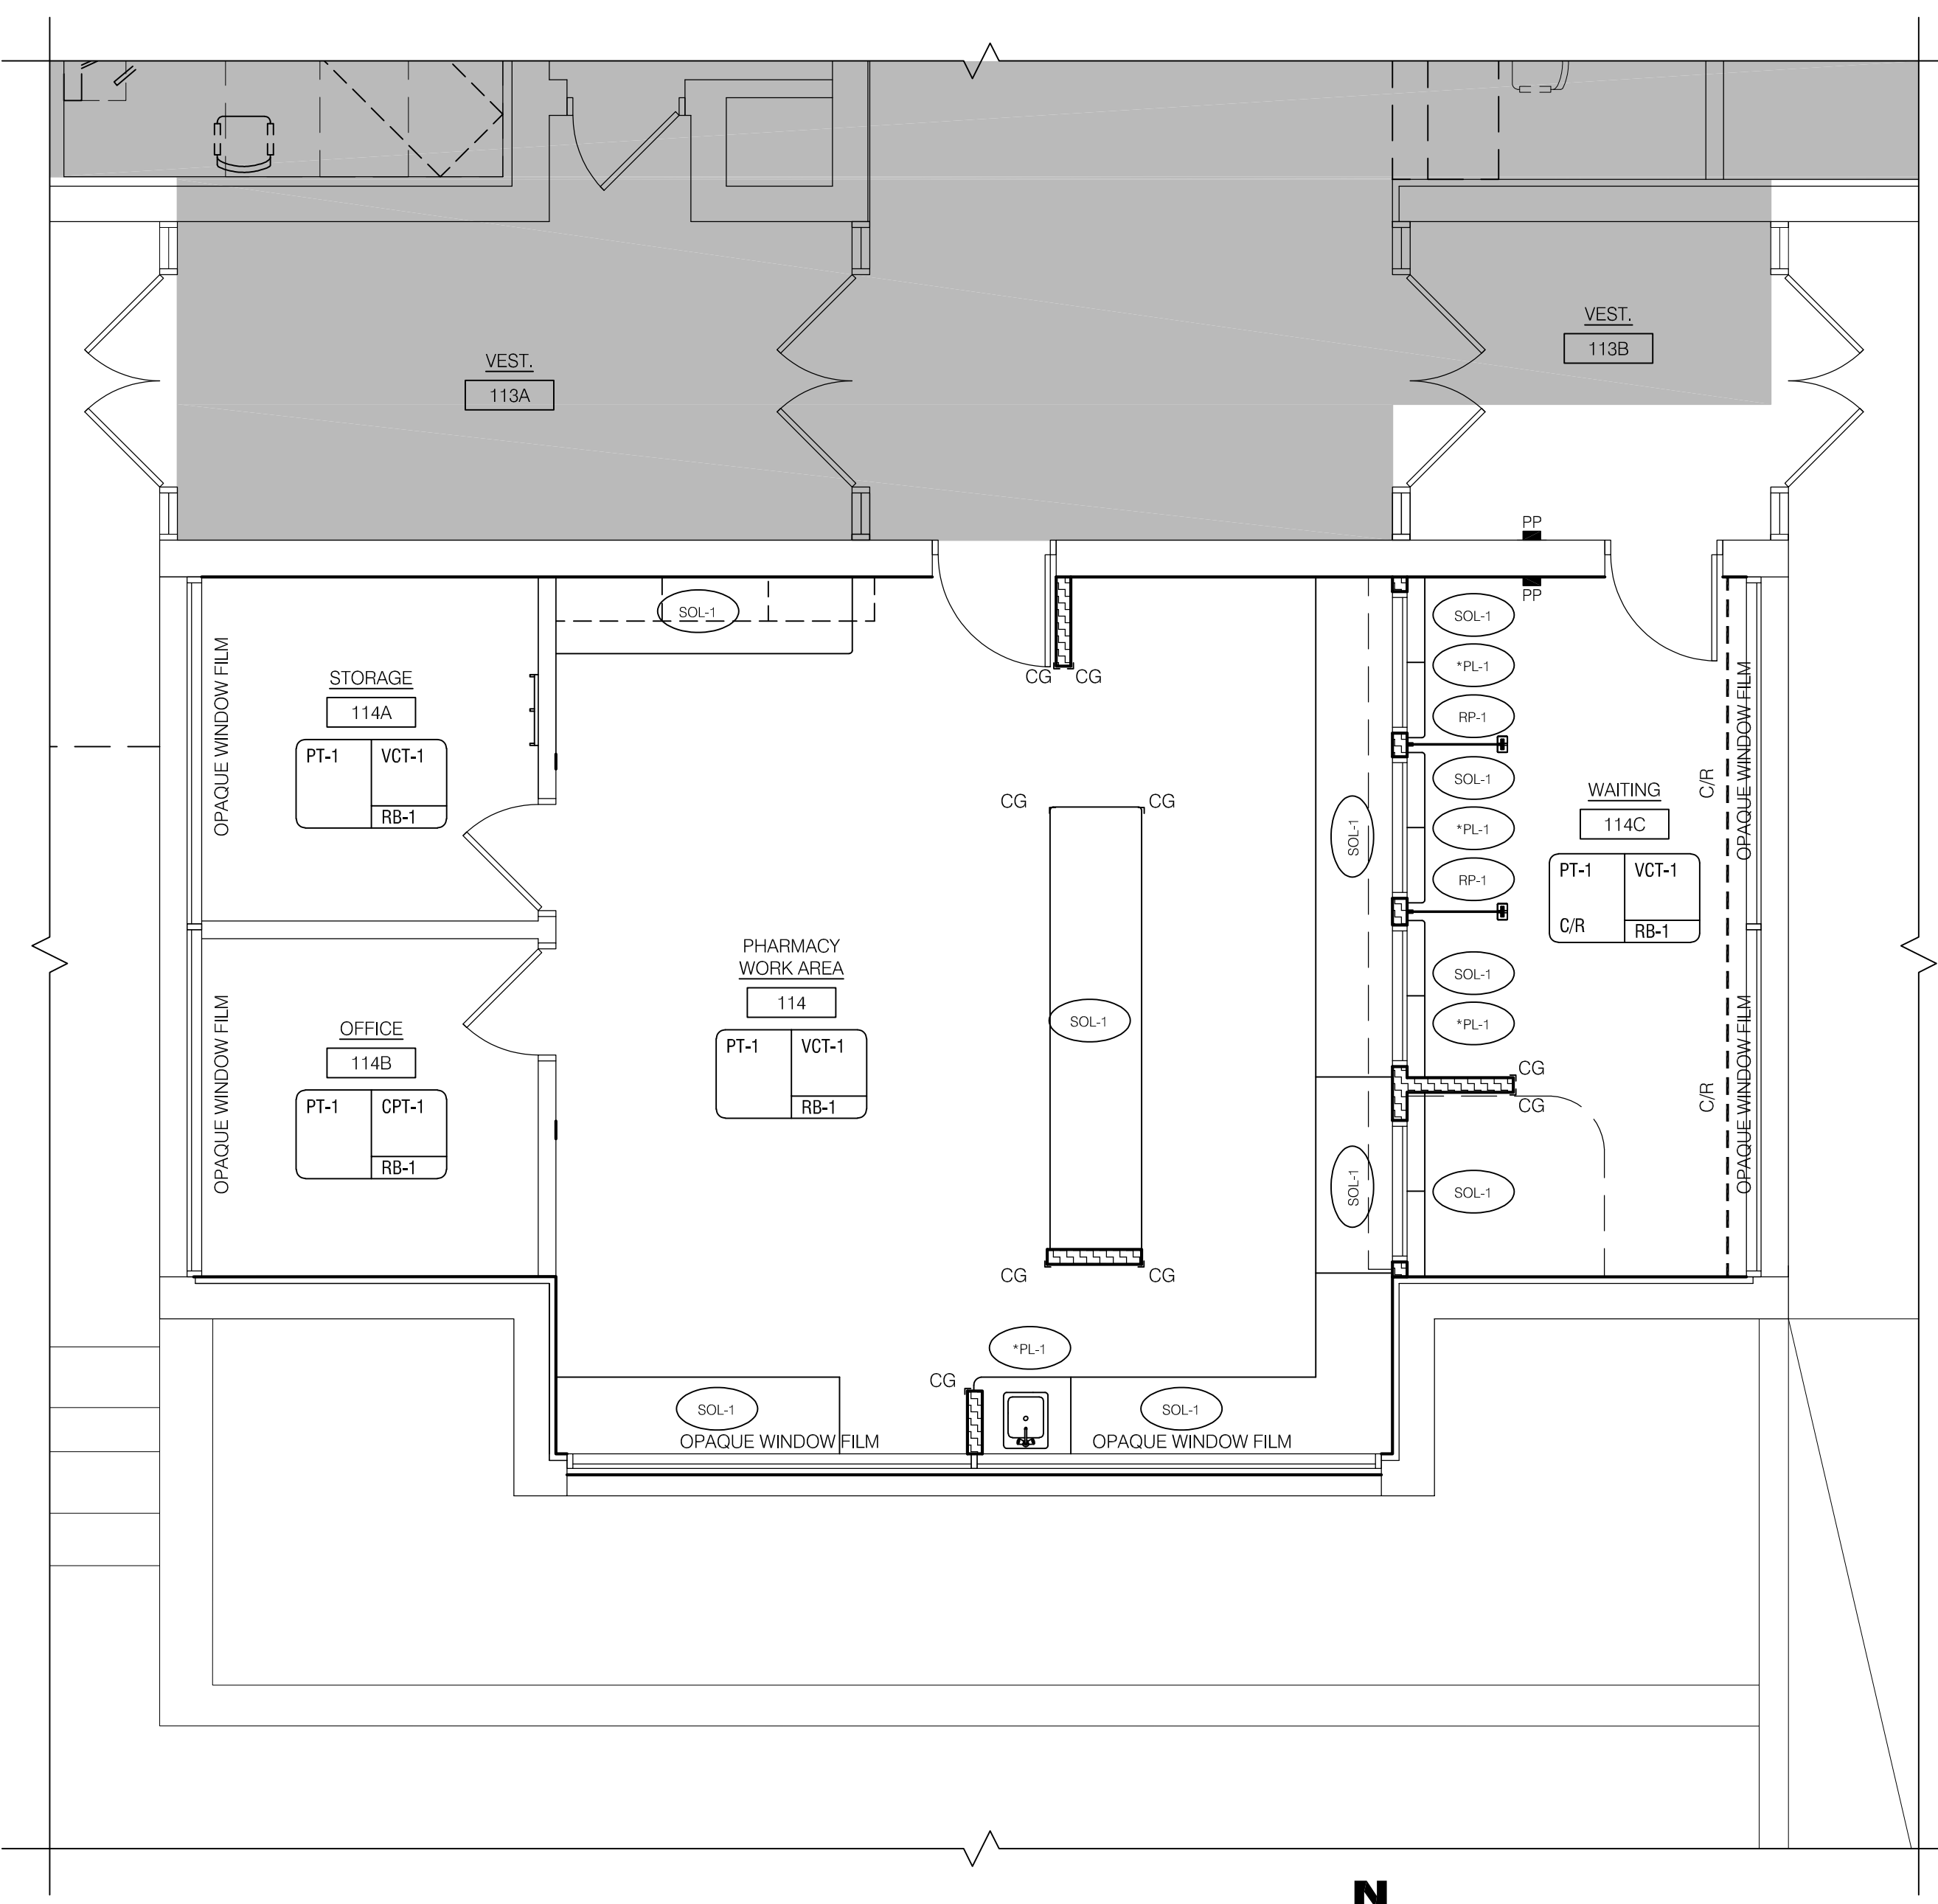 VEST.
113A
VEST.
113B
PP
PP
SOL-1
SOL-1
*PL-1
RP-1
CG
CG
OPAQUE WINDOW FILM
STORAGE
114A
PT-1
VCT-1
RB-1
OPAQUE WINDOW FILM
C/R
SOL-1
*PL-1
RP-1
CG
CG
SOL-1
WAITING
114C
PT-1
VCT-1
C/R
RB-1
PHARMACY
WORK AREA
114
PT-1
VCT-1
RB-1
SOL-1
SOL-1
*PL-1
OPAQUE WINDOW FILM
OFFICE
114B
PT-1
CPT-1
RB-1
CG
CG
OPAQUE WINDOW FILM
C/R
SOL-1
SOL-1
CG
CG
*PL-1
CG
SOL-1
SOL-1
OPAQUE WINDOW FILM
OPAQUE WINDOW FILM
N